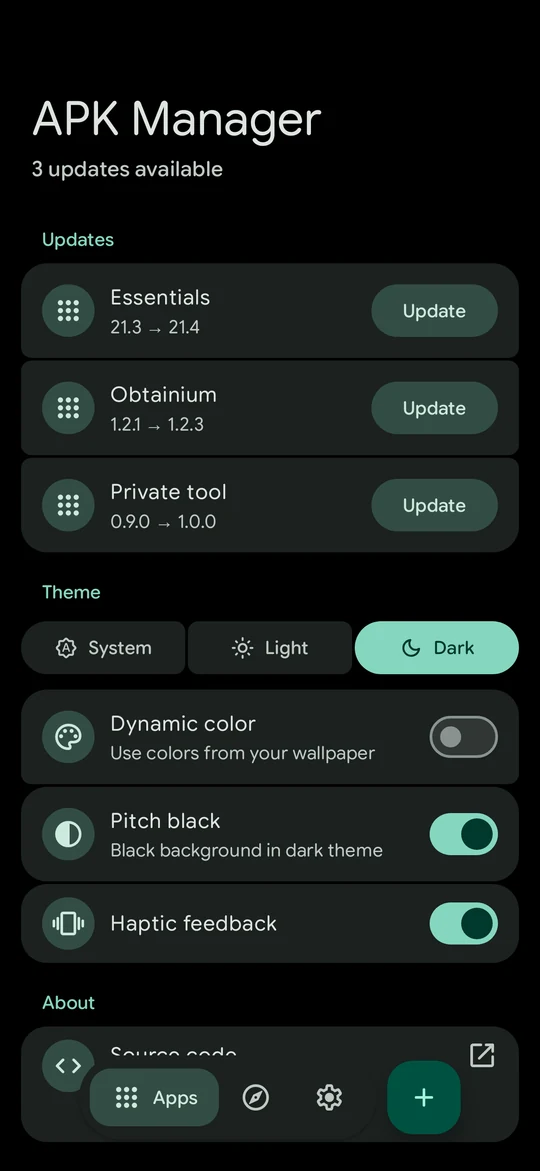 APK Manager
3 updates available
Updates
Essentials
21.3 → 21.4
Update
Obtainium
1.2.1 → 1.2.3
Update
Private tool
0.9.0 → 1.0.0
Update
Theme
System
Light
Dark
Dynamic color
Use colors from your wallpaper
Pitch black
Black background in dark theme
Haptic feedback
About
Source code
Apps